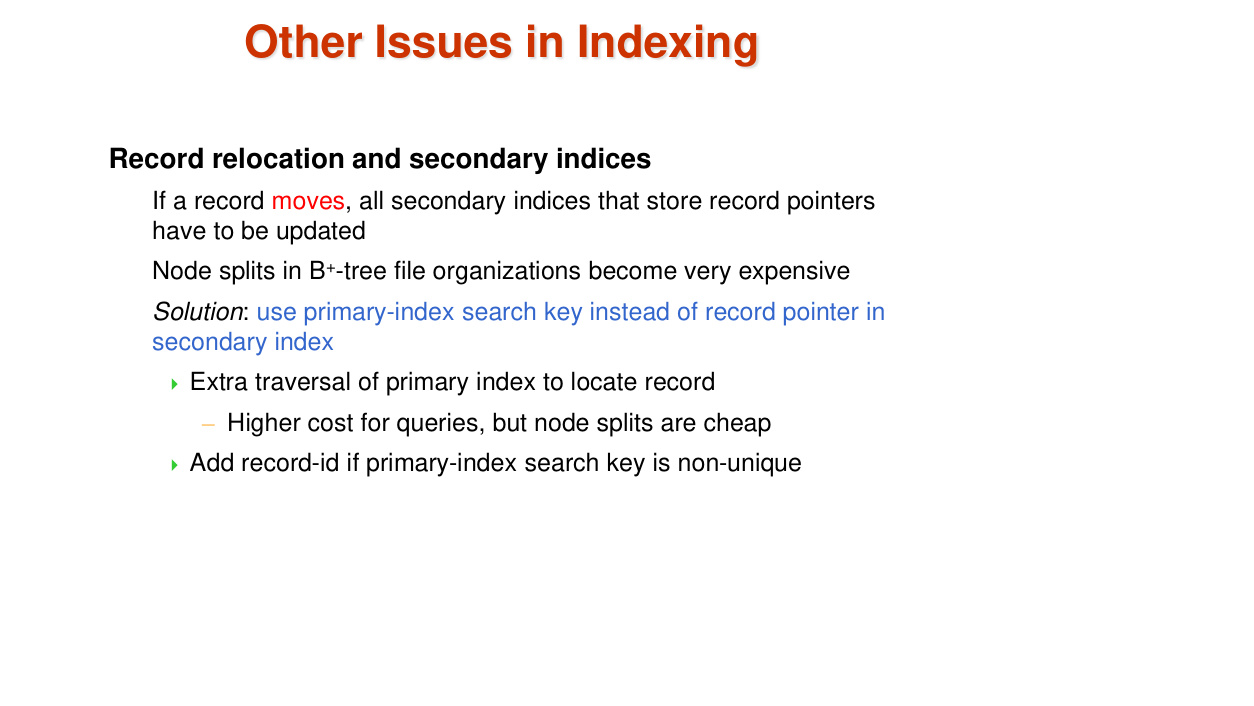 Other Issues in Indexing
Record relocation and secondary indices
If a record moves, all secondary indices that store record pointers
have to be updated
Node splits in B+-tree file organizations become very expensive
Solution: use primary-index search key instead of record pointer in
secondary index
Extra traversal of primary index to locate record
– Higher cost for queries, but node splits are cheap
Add record-id if primary-index search key is non-unique